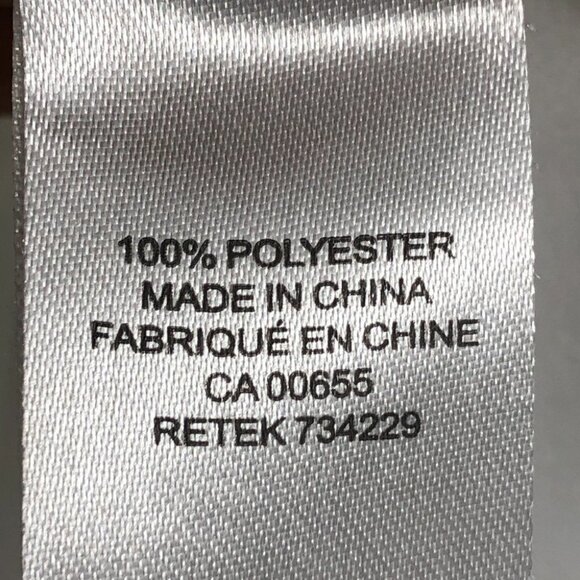 100% POLYESTER
MADE IN CHINA
FABRIQUÉ EN CHINE
CA 00655
RETEK 734229